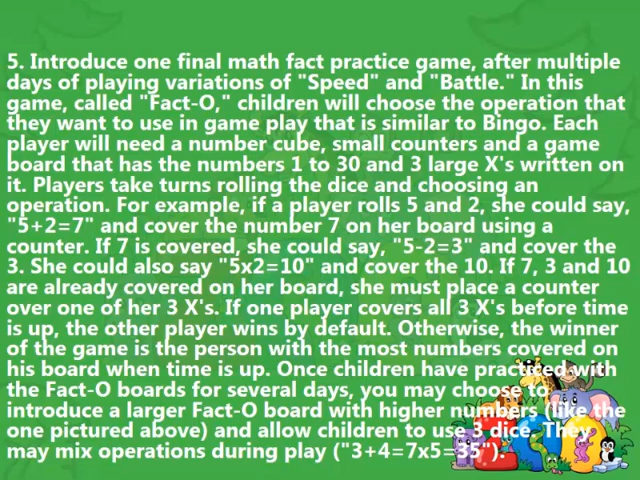 5. Introduce one final math fact practice game, after multiple
days of playing variations of "Speed" and "Battle." In this
game, called "Fact-O," children will choose the operation that
they want to use in game play that is similar to Bingo. Each
player will need a number cube, small counters and a game
board that has the numbers 1 to 30 and 3 large X's written on
it. Players take turns rolling the dice and choosing an
operation. For example, if a player rolls 5 and 2, she could say,
"5+2=7" and cover the number 7 on her board using a
counter. If 7 is covered, she could say, "5-2=3" and cover the
3. She could also say "5x2=10" and cover the 10. If 7, 3 and 10
are already covered on her board, she must place a counter
over one of her 3 X's. If one player covers all 3 X's before time
is up, the other player wins by default. Otherwise, the winner
of the game is the person with the most numbers covered on
his board when time is up. Once children have practiced with
the Fact-O boards for several days, you may choose to
introduce a larger Fact-O board with higher numbers (like the
one pictured above) and allow children to use 3 dice. They
may mix operations during play ("3+4=7x5=35").